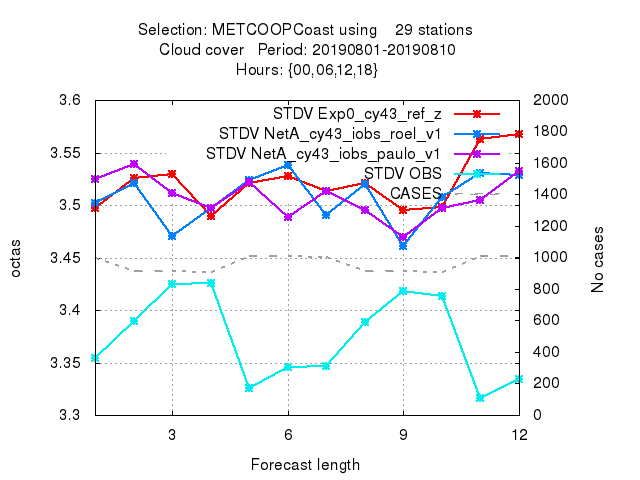 Selection: METCOOPCoast using    29 stations
Cloud cover   Period: 20190801-20190810
Hours: {00,06,12,18}
STDV Exp0_cy43_ref_z
STDV NetA_cy43_iobs_roel_v1
STDV NetA_cy43_iobs_paulo_v1
STDV OBS
CASES
octas
3.6
3.55
3.5
3.45
3.4
3.35
3.3
2000
1800
1600
1400
1200
1000
800
600
400
200
0
No cases
3
6
9
12
Forecast length